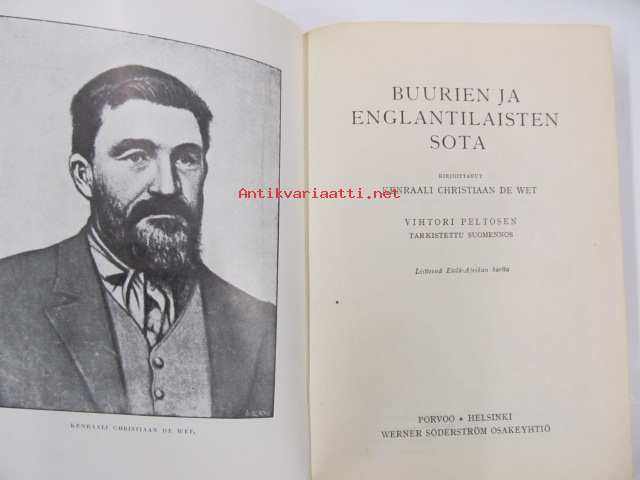 KENRAALI CHRISTIAAN DE WET.
BUURIEN JA
ENGLANTILAISTEN
SOTA
KIRJOITTANUT
KENRAALI CHRISTIAAN DE WET
VIHTORI PELTOSEN
TARKISTETTU SUOMENNOS
Liitteenä Etelä-Afrikan kartta
PORVOO • HELSINKI
WERNER SÖDERSTRÖM OSAKEYHTIÖ
Antikvariaatti.net